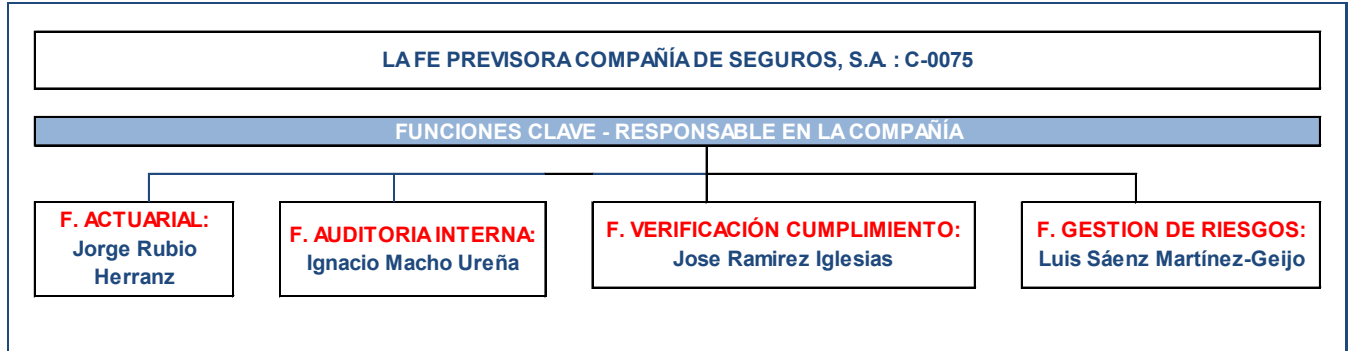 LA FE PREVISORA COMPAÑÍA DE SEGUROS, S.A. : C-0075
FUNCIONES CLAVE - RESPONSABLE EN LA COMPAÑÍA
F. ACTUARIAL:
Jorge Rubio
Herranz
F. AUDITORIA INTERNA:
Ignacio Macho Ureña
F. VERIFICACIÓN CUMPLIMIENTO:
Jose Ramirez Iglesias
F. GESTION DE RIESGOS:
Luis Sáenz Martínez-Geijo